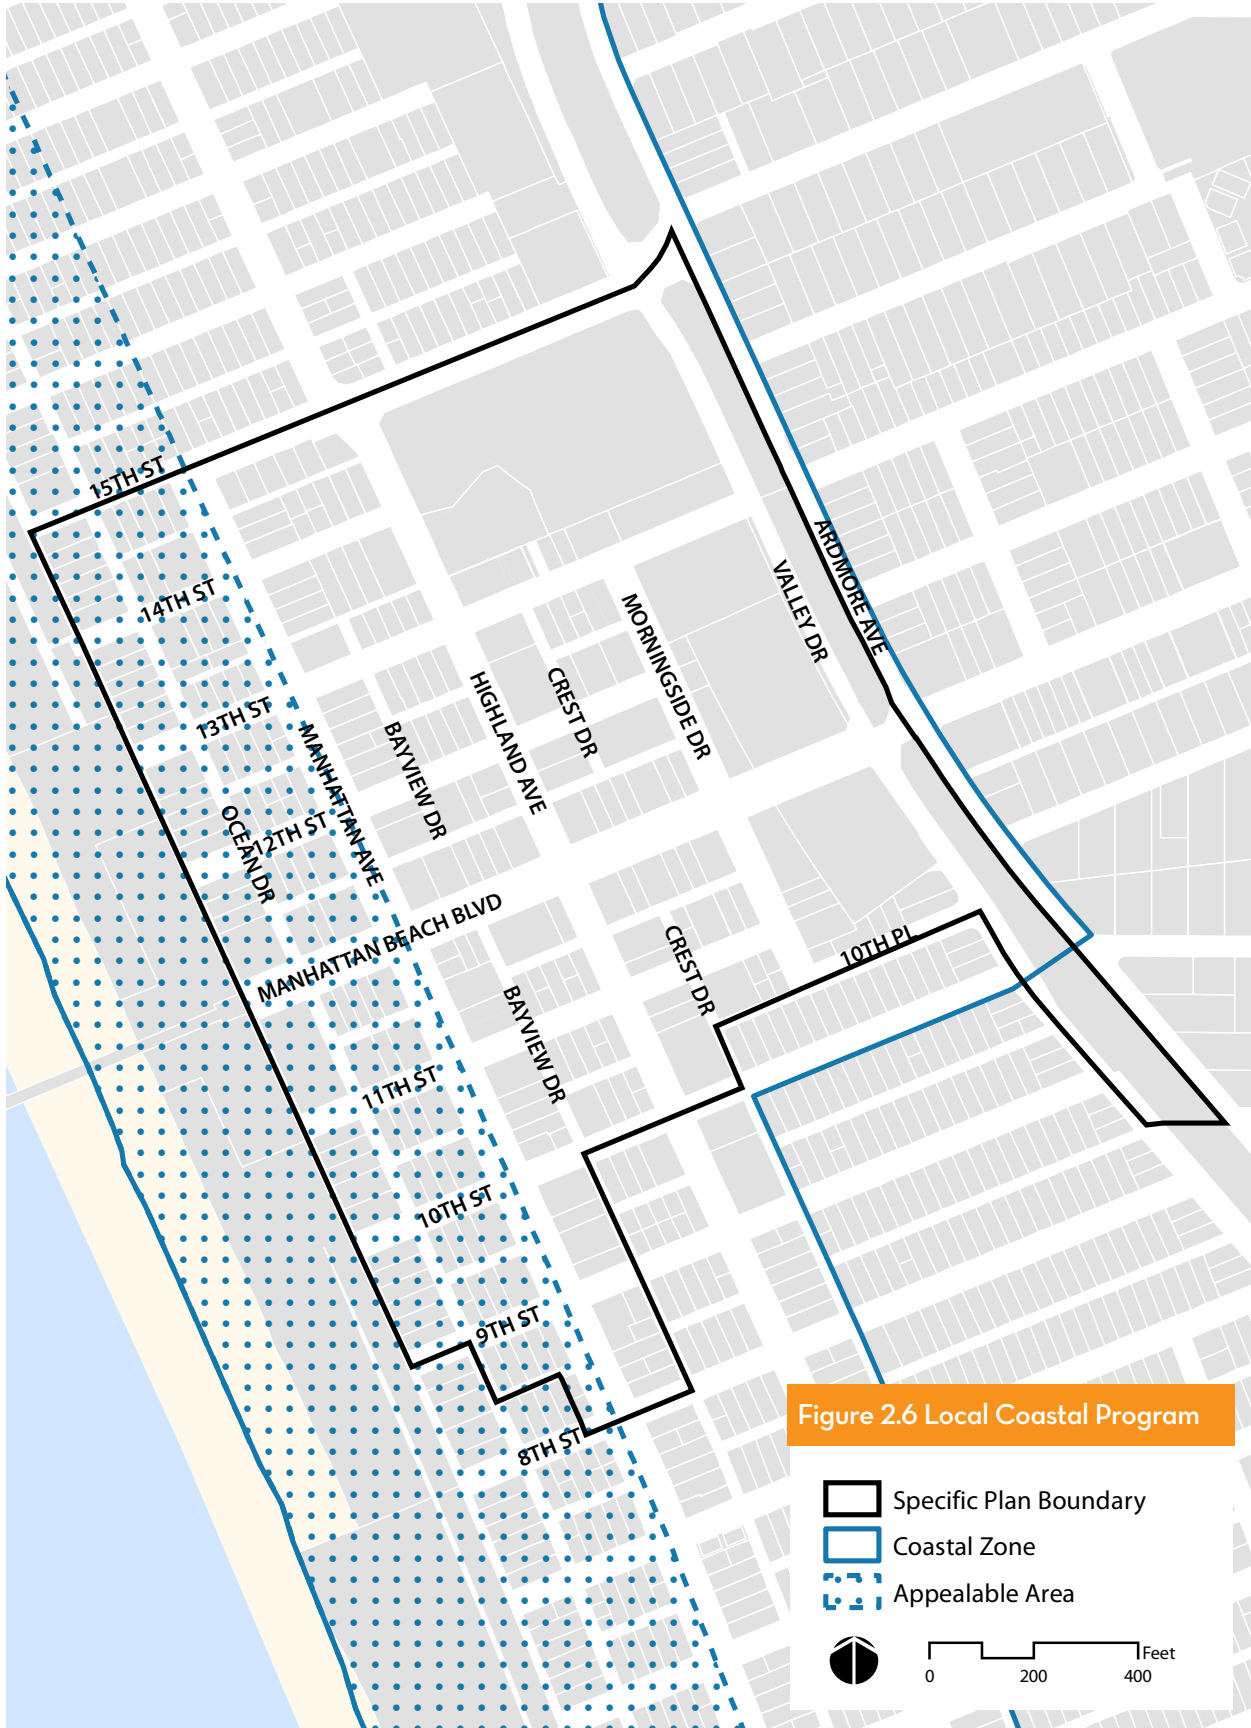 15TH ST
14TH ST
ARDMORE AVE
VALLEY DR
MORNINGSIDE DR
CREST DR
HIGHLAND AVE
13TH ST
MANHATTAN AVE
BAYVIEW DR
OCEAN DR
12TH ST
MANHATTAN BEACH BLVD
CREST DR
10TH PL
BAYVIEW DR
11TH ST
10TH ST
9TH ST
8TH ST
Figure 2.6 Local Coastal Program
Specific Plan Boundary
Coastal Zone
Appealable Area
Feet
0 200 400